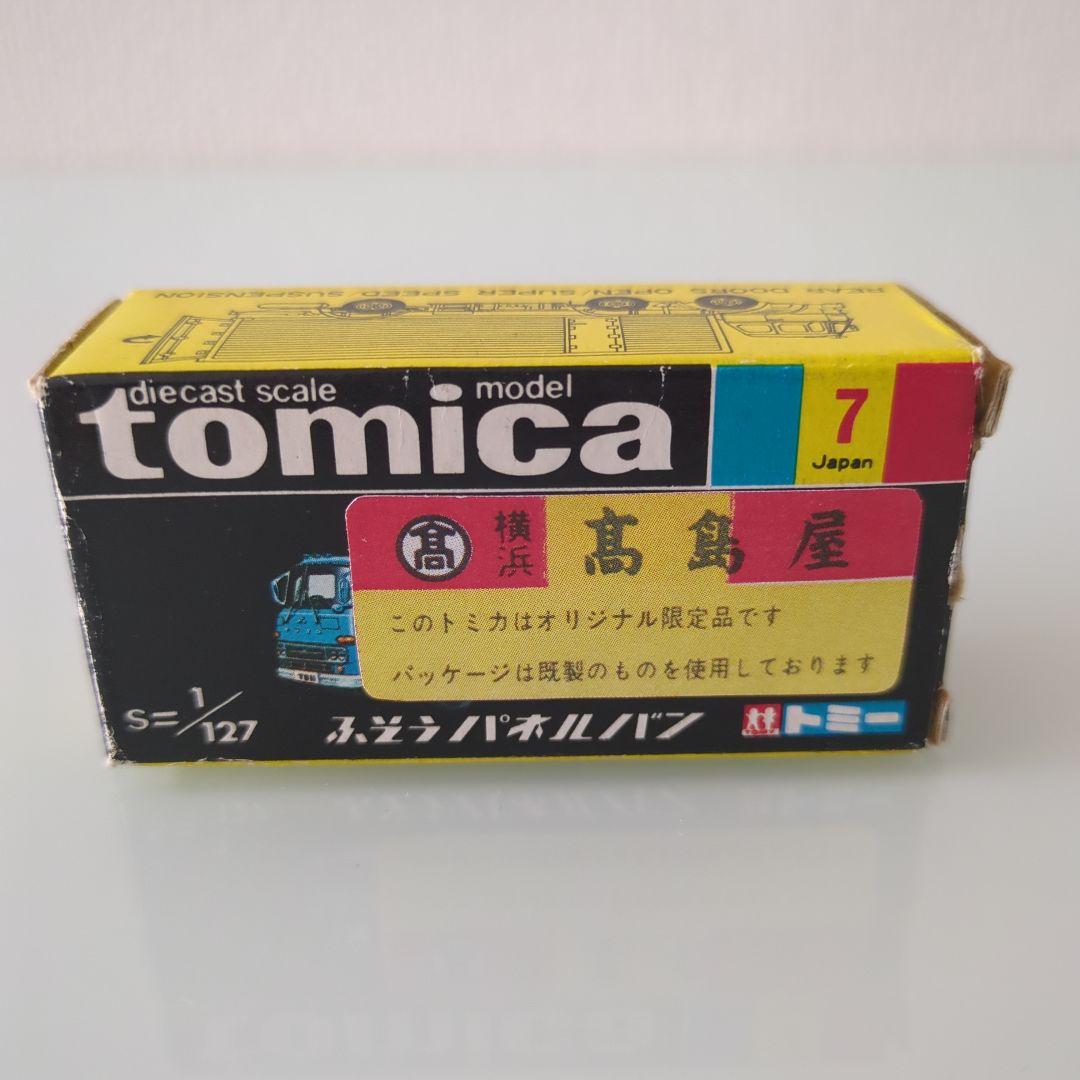 REAR DOORS OPEN/SUPER SPEED SUSPENSION
diecast scale model
tomica
7
Japan
高 横浜 髙島屋
このトミカはオリジナル限定品です
パッケージは既製のものを使用しております
S=1/127
ふそうパネルバン
トミー